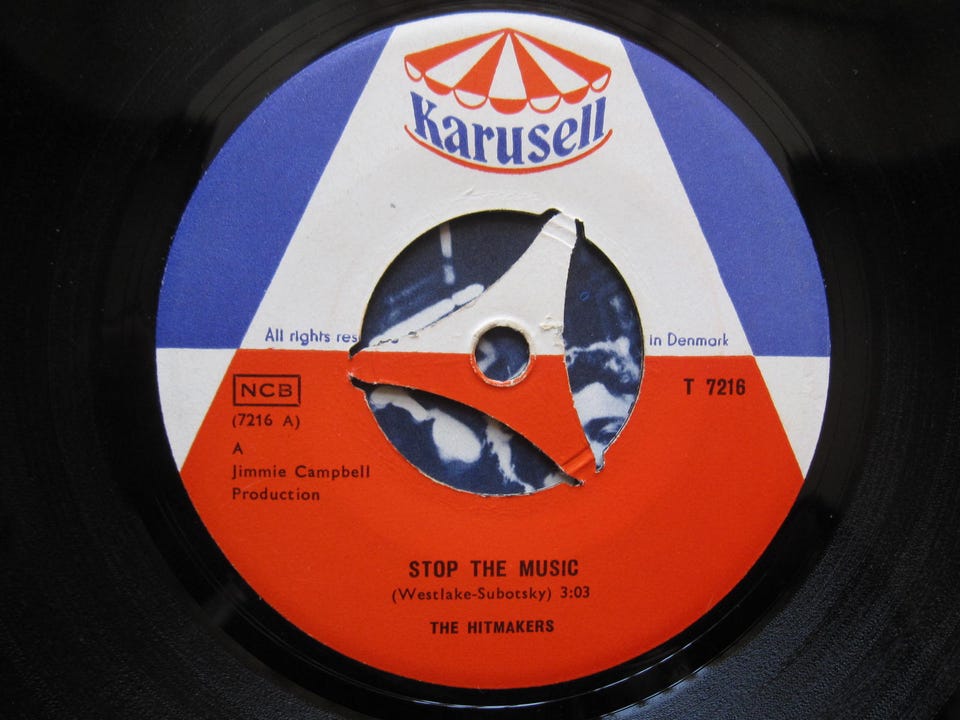 Karusell
All rights res in Denmark
NCB
T 7216
(7216 A)
A
Jimmie Campbell
Production
STOP THE MUSIC
(Westlake-Subotsky) 3:03
THE HITMAKERS